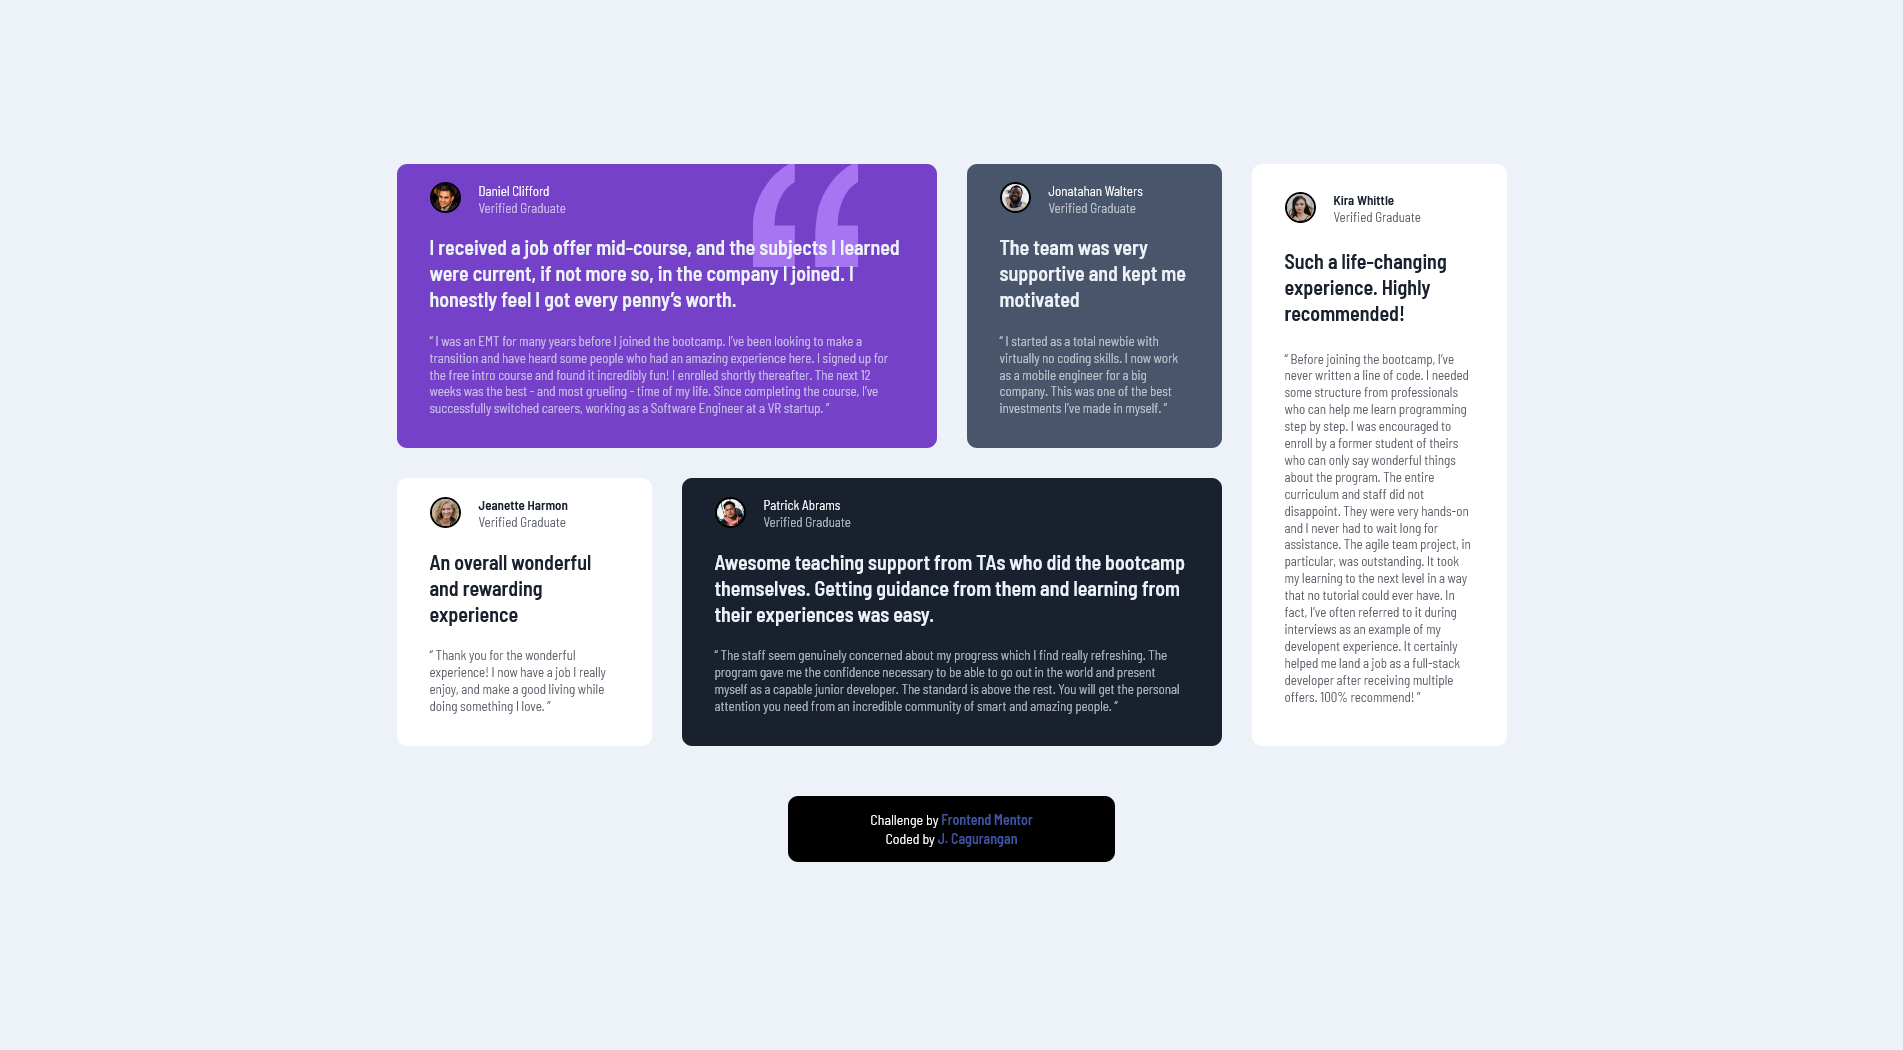 Daniel Clifford
Verified Graduate
I received a job offer mid-course, and the subjects I learned
were current, if not more so, in the company I joined. I
honestly feel I got every penny’s worth.
“ I was an EMT for many years before I joined the bootcamp. I’ve been looking to make a
transition and have heard some people who had an amazing experience here. I signed up for
the free intro course and found it incredibly fun! I enrolled shortly thereafter. The next 12
weeks was the best - and most grueling - time of my life. Since completing the course, I’ve
successfully switched careers, working as a Software Engineer at a VR startup. ”
Jonatahan Walters
Verified Graduate
The team was very
supportive and kept me
motivated
“ I started as a total newbie with
virtually no coding skills. I now work
as a mobile engineer for a big
company. This was one of the best
investments I’ve made in myself. ”
Kira Whittle
Verified Graduate
Such a life-changing
experience. Highly
recommended!
“ Before joining the bootcamp, I’ve
never written a line of code. I needed
some structure from professionals
who can help me learn programming
step by step. I was encouraged to
enroll by a former student of theirs
who can only say wonderful things
about the program. The entire
curriculum and staff did not
disappoint. They were very hands-on
and I never had to wait long for
assistance. The agile team project, in
particular, was outstanding. It took
my learning to the next level in a way
that no tutorial could ever have. In
fact, I’ve often referred to it during
interviews as an example of my
developent experience. It certainly
helped me land a job as a full-stack
developer after receiving multiple
offers. 100% recommend! ”
Jeanette Harmon
Verified Graduate
An overall wonderful
and rewarding
experience
“ Thank you for the wonderful
experience! I now have a job I really
enjoy, and make a good living while
doing something I love. ”
Patrick Abrams
Verified Graduate
Awesome teaching support from TAs who did the bootcamp
themselves. Getting guidance from them and learning from
their experiences was easy.
“ The staff seem genuinely concerned about my progress which I find really refreshing. The
program gave me the confidence necessary to be able to go out in the world and present
myself as a capable junior developer. The standard is above the rest. You will get the personal
attention you need from an incredible community of smart and amazing people. ”
Challenge by Frontend Mentor
Coded by J. Cagurangan